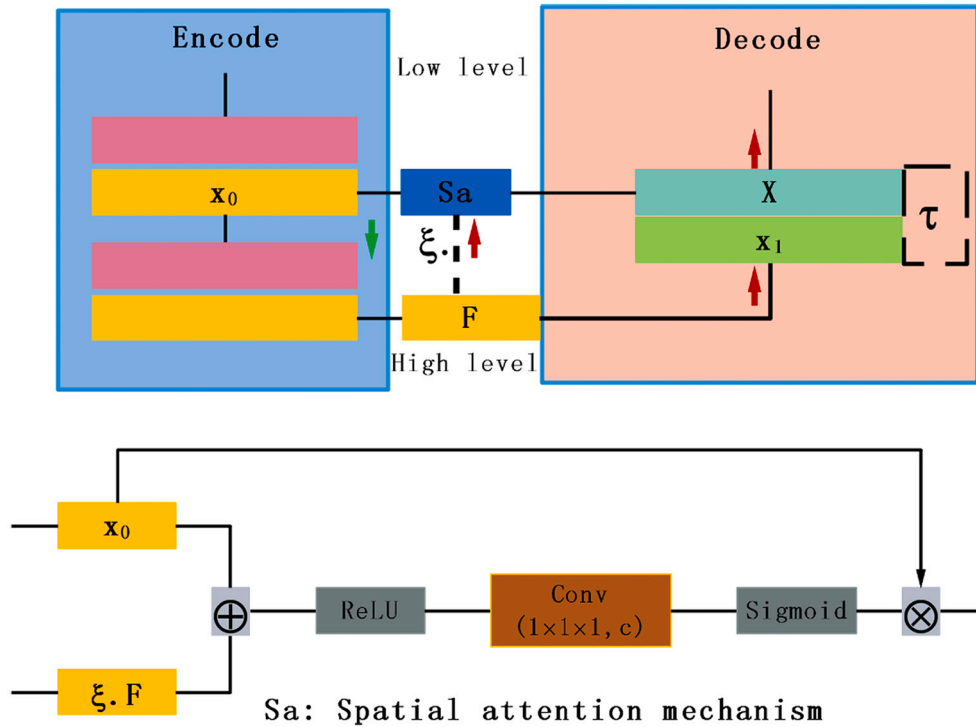 Encode
Decode
Low level
x₀
Sa
X
τ
ξ.
x₁
F
High level
x₀
ReLU
Conv
(1×1×1, c)
Sigmoid
ξ. F
Sa: Spatial attention mechanism